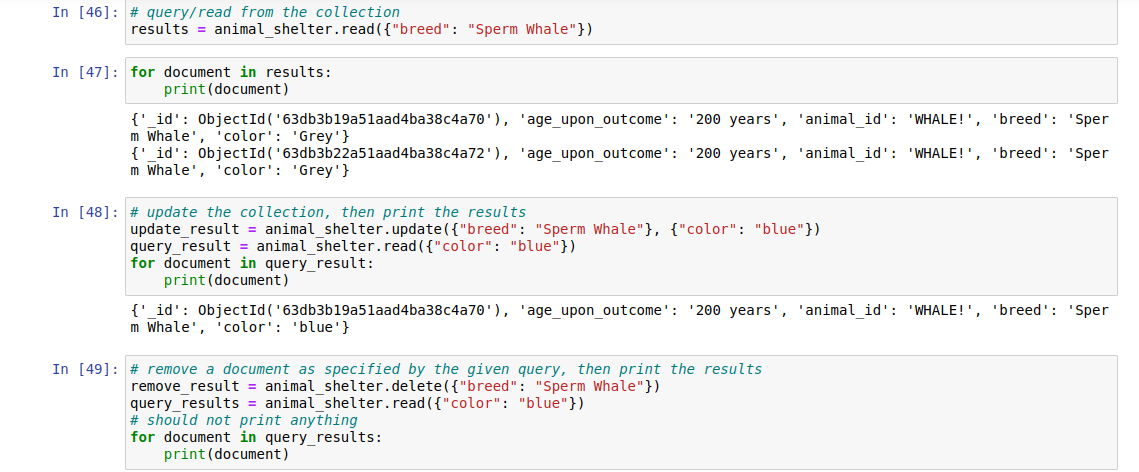 In [46]: # query/read from the collection
results = animal_shelter.read({"breed": "Sperm Whale"})
In [47]: for document in results:
    print(document)
{'_id': ObjectId('63db3b19a51aad4ba38c4a70'), 'age_upon_outcome': '200 years', 'animal_id': 'WHALE!', 'breed': 'Sper
m Whale', 'color': 'Grey'}
{'_id': ObjectId('63db3b22a51aad4ba38c4a72'), 'age_upon_outcome': '200 years', 'animal_id': 'WHALE!', 'breed': 'Sper
m Whale', 'color': 'Grey'}
In [48]: # update the collection, then print the results
update_result = animal_shelter.update({"breed": "Sperm Whale"}, {"color": "blue"})
query_result = animal_shelter.read({"color": "blue"})
for document in query_result:
    print(document)
{'_id': ObjectId('63db3b19a51aad4ba38c4a70'), 'age_upon_outcome': '200 years', 'animal_id': 'WHALE!', 'breed': 'Sper
m Whale', 'color': 'blue'}
In [49]: # remove a document as specified by the given query, then print the results
remove_result = animal_shelter.delete({"breed": "Sperm Whale"})
query_results = animal_shelter.read({"color": "blue"})
# should not print anything
for document in query_results:
    print(document)